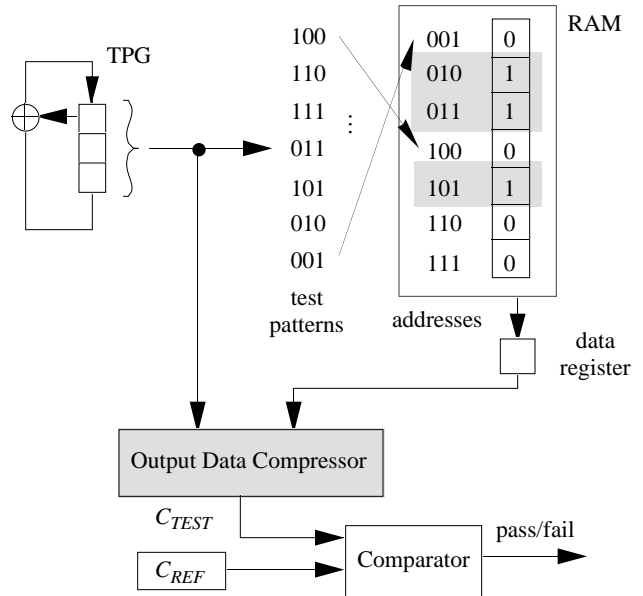 TPG
RAM
100
110
111
⋮
011
101
010
001
test
patterns
001 0
010 1
011 1
100 0
101 1
110 0
111 0
addresses
data
register
Output Data Compressor
C_TEST
C_REF
Comparator
pass/fail